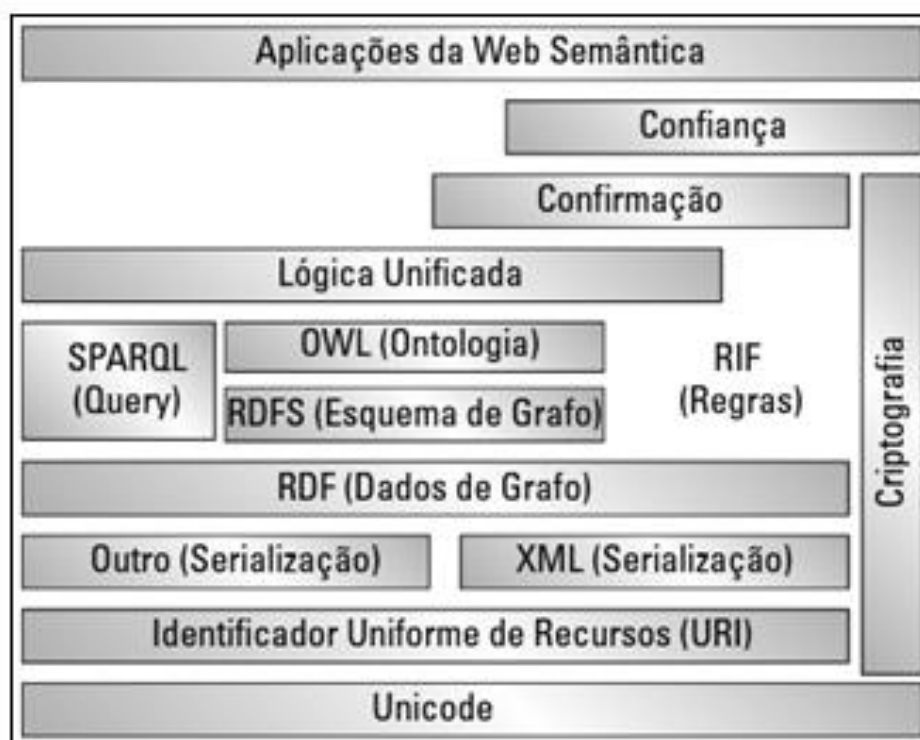 Aplicações da Web Semântica
Confiança
Confirmação
Lógica Unificada
SPARQL
(Query)
OWL (Ontologia)
RDFS (Esquema de Grafo)
RIF
(Regras)
Criptografia
RDF (Dados de Grafo)
Outro (Serialização)
XML (Serialização)
Identificador Uniforme de Recursos (URI)
Unicode